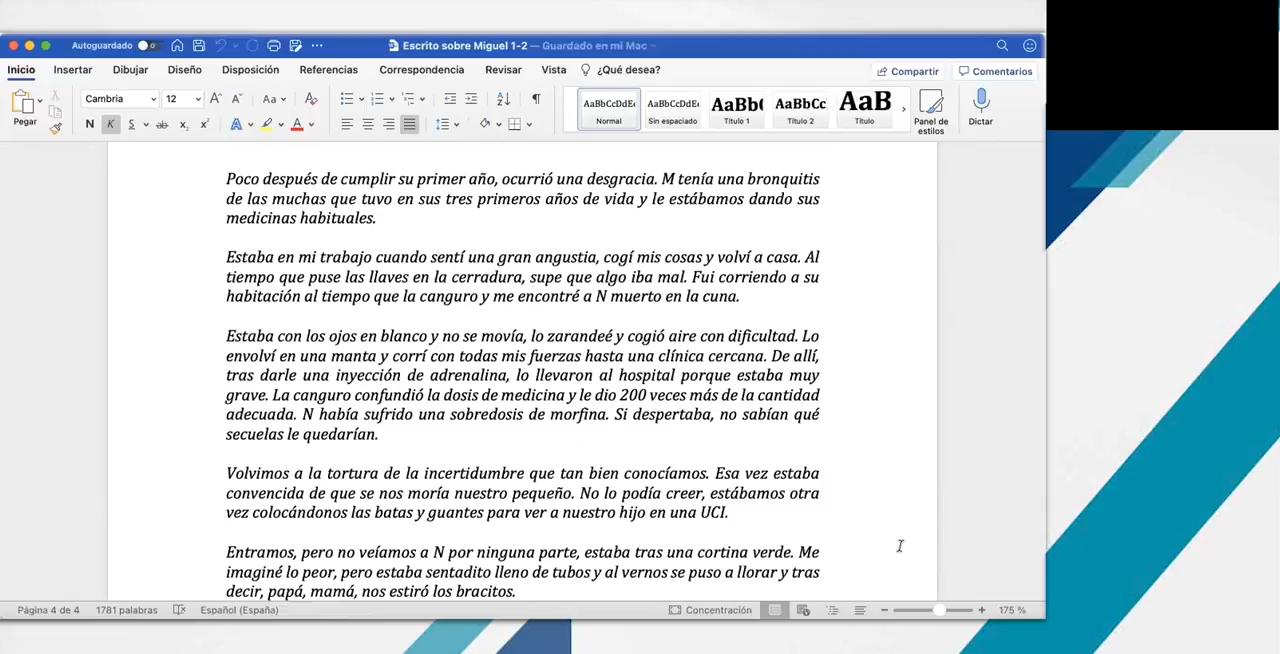 Autoguardado
Escrito sobre Miguel 1-2 — Guardado en mi Mac
Inicio Insertar Dibujar Diseño Disposición Referencias Correspondencia Revisar Vista ¿Qué desea? Compartir Comentarios
Pegar
Cambria 12 Aa
N K S ab x₂ x² A A
AaBbCcDdEe AaBbCcDdEe AaBb( AaBbCc AaB
Normal Sin espaciado Título 1 Título 2 Título
Panel de estilos
Dictar
Poco después de cumplir su primer año, ocurrió una desgracia. M tenía una bronquitis
de las muchas que tuvo en sus tres primeros años de vida y le estábamos dando sus
medicinas habituales.
Estaba en mi trabajo cuando sentí una gran angustia, cogí mis cosas y volví a casa. Al
tiempo que puse las llaves en la cerradura, supe que algo iba mal. Fui corriendo a su
habitación al tiempo que la canguro y me encontré a N muerto en la cuna.
Estaba con los ojos en blanco y no se movía, lo zarandeé y cogió aire con dificultad. Lo
envolví en una manta y corrí con todas mis fuerzas hasta una clínica cercana. De allí,
tras darle una inyección de adrenalina, lo llevaron al hospital porque estaba muy
grave. La canguro confundió la dosis de medicina y le dio 200 veces más de la cantidad
adecuada. N había sufrido una sobredosis de morfina. Si despertaba, no sabían qué
secuelas le quedarían.
Volvimos a la tortura de la incertidumbre que tan bien conocíamos. Esa vez estaba
convencida de que se nos moría nuestro pequeño. No lo podía creer, estábamos otra
vez colocándonos las batas y guantes para ver a nuestro hijo en una UCI.
Entramos, pero no veíamos a N por ninguna parte, estaba tras una cortina verde. Me
imaginé lo peor, pero estaba sentadito lleno de tubos y al vernos se puso a llorar y tras
decir, papá, mamá, nos estiró los bracitos.
Página 4 de 4 1781 palabras Español (España) Concentración 175 %